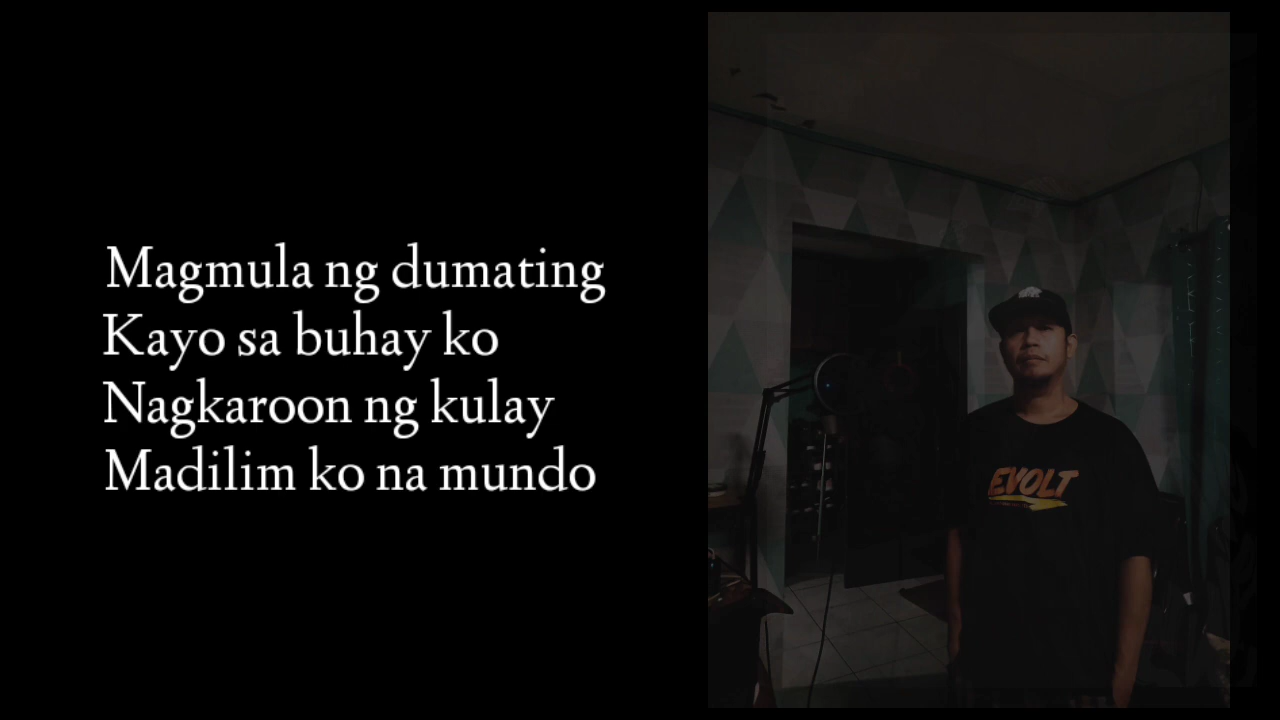 Magmula ng dumating
Kayo sa buhay ko
Nagkaroon ng kulay
Madilim ko na mundo
EVOLT